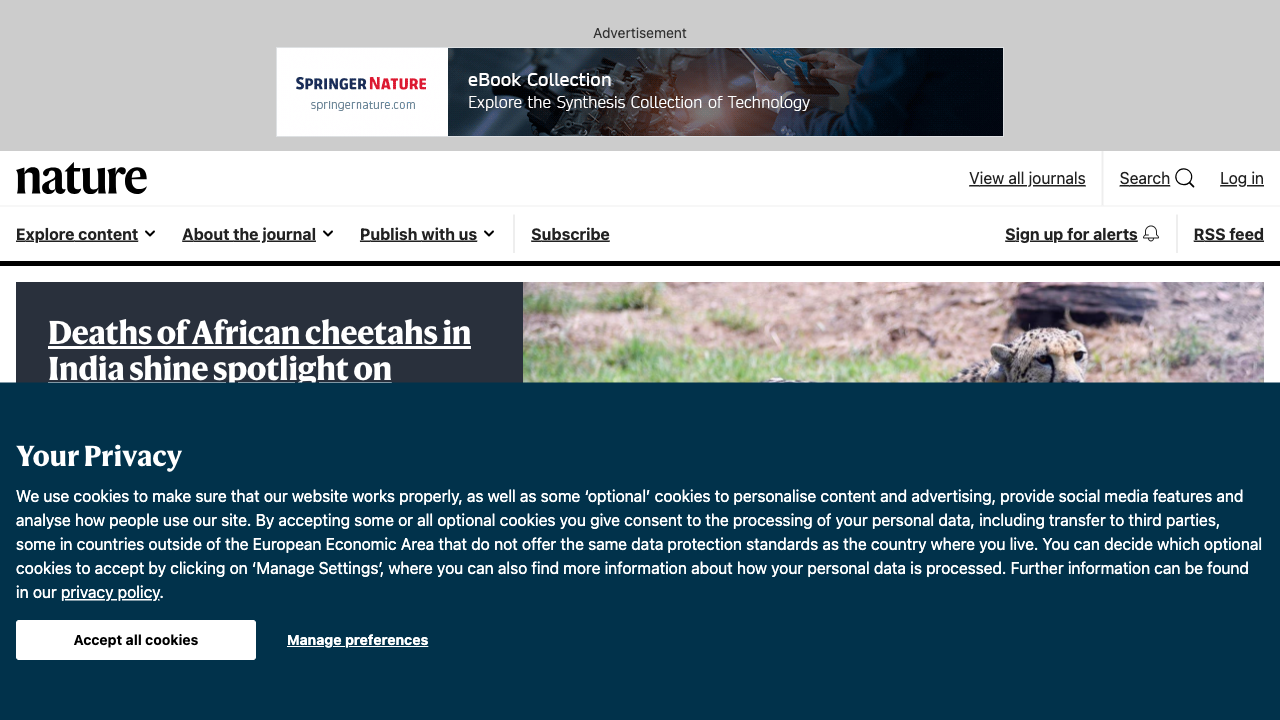 Advertisement
SPRINGER NATURE
springernature.com
eBook Collection
Explore the Synthesis Collection of Technology
nature
View all journals
Search
Log in
Explore content
About the journal
Publish with us
Subscribe
Sign up for alerts
RSS feed
Deaths of African cheetahs in
India shine spotlight on
Your Privacy
We use cookies to make sure that our website works properly, as well as some ‘optional’ cookies to personalise content and advertising, provide social media features and
analyse how people use our site. By accepting some or all optional cookies you give consent to the processing of your personal data, including transfer to third parties,
some in countries outside of the European Economic Area that do not offer the same data protection standards as the country where you live. You can decide which optional
cookies to accept by clicking on ‘Manage Settings’, where you can also find more information about how your personal data is processed. Further information can be found
in our privacy policy.
Accept all cookies
Manage preferences